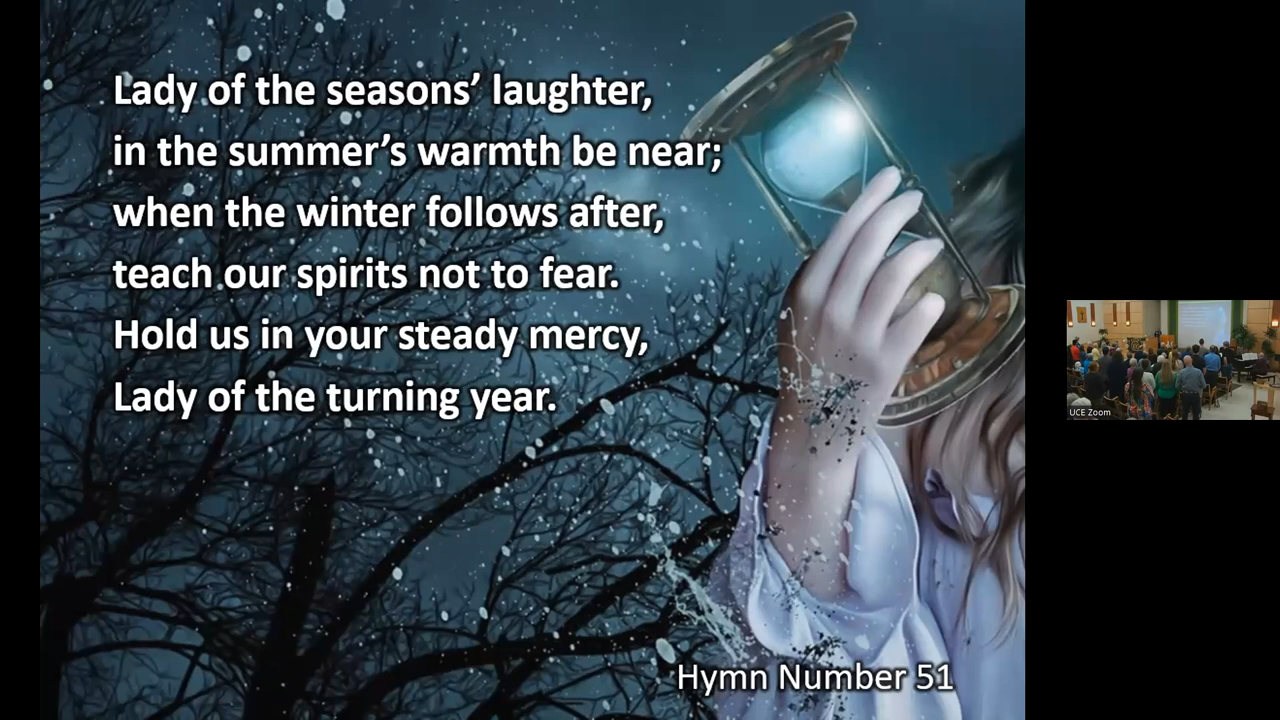 Lady of the seasons’ laughter,
in the summer’s warmth be near;
when the winter follows after,
teach our spirits not to fear.
Hold us in your steady mercy,
Lady of the turning year.
Hymn Number 51
UCE Zoom